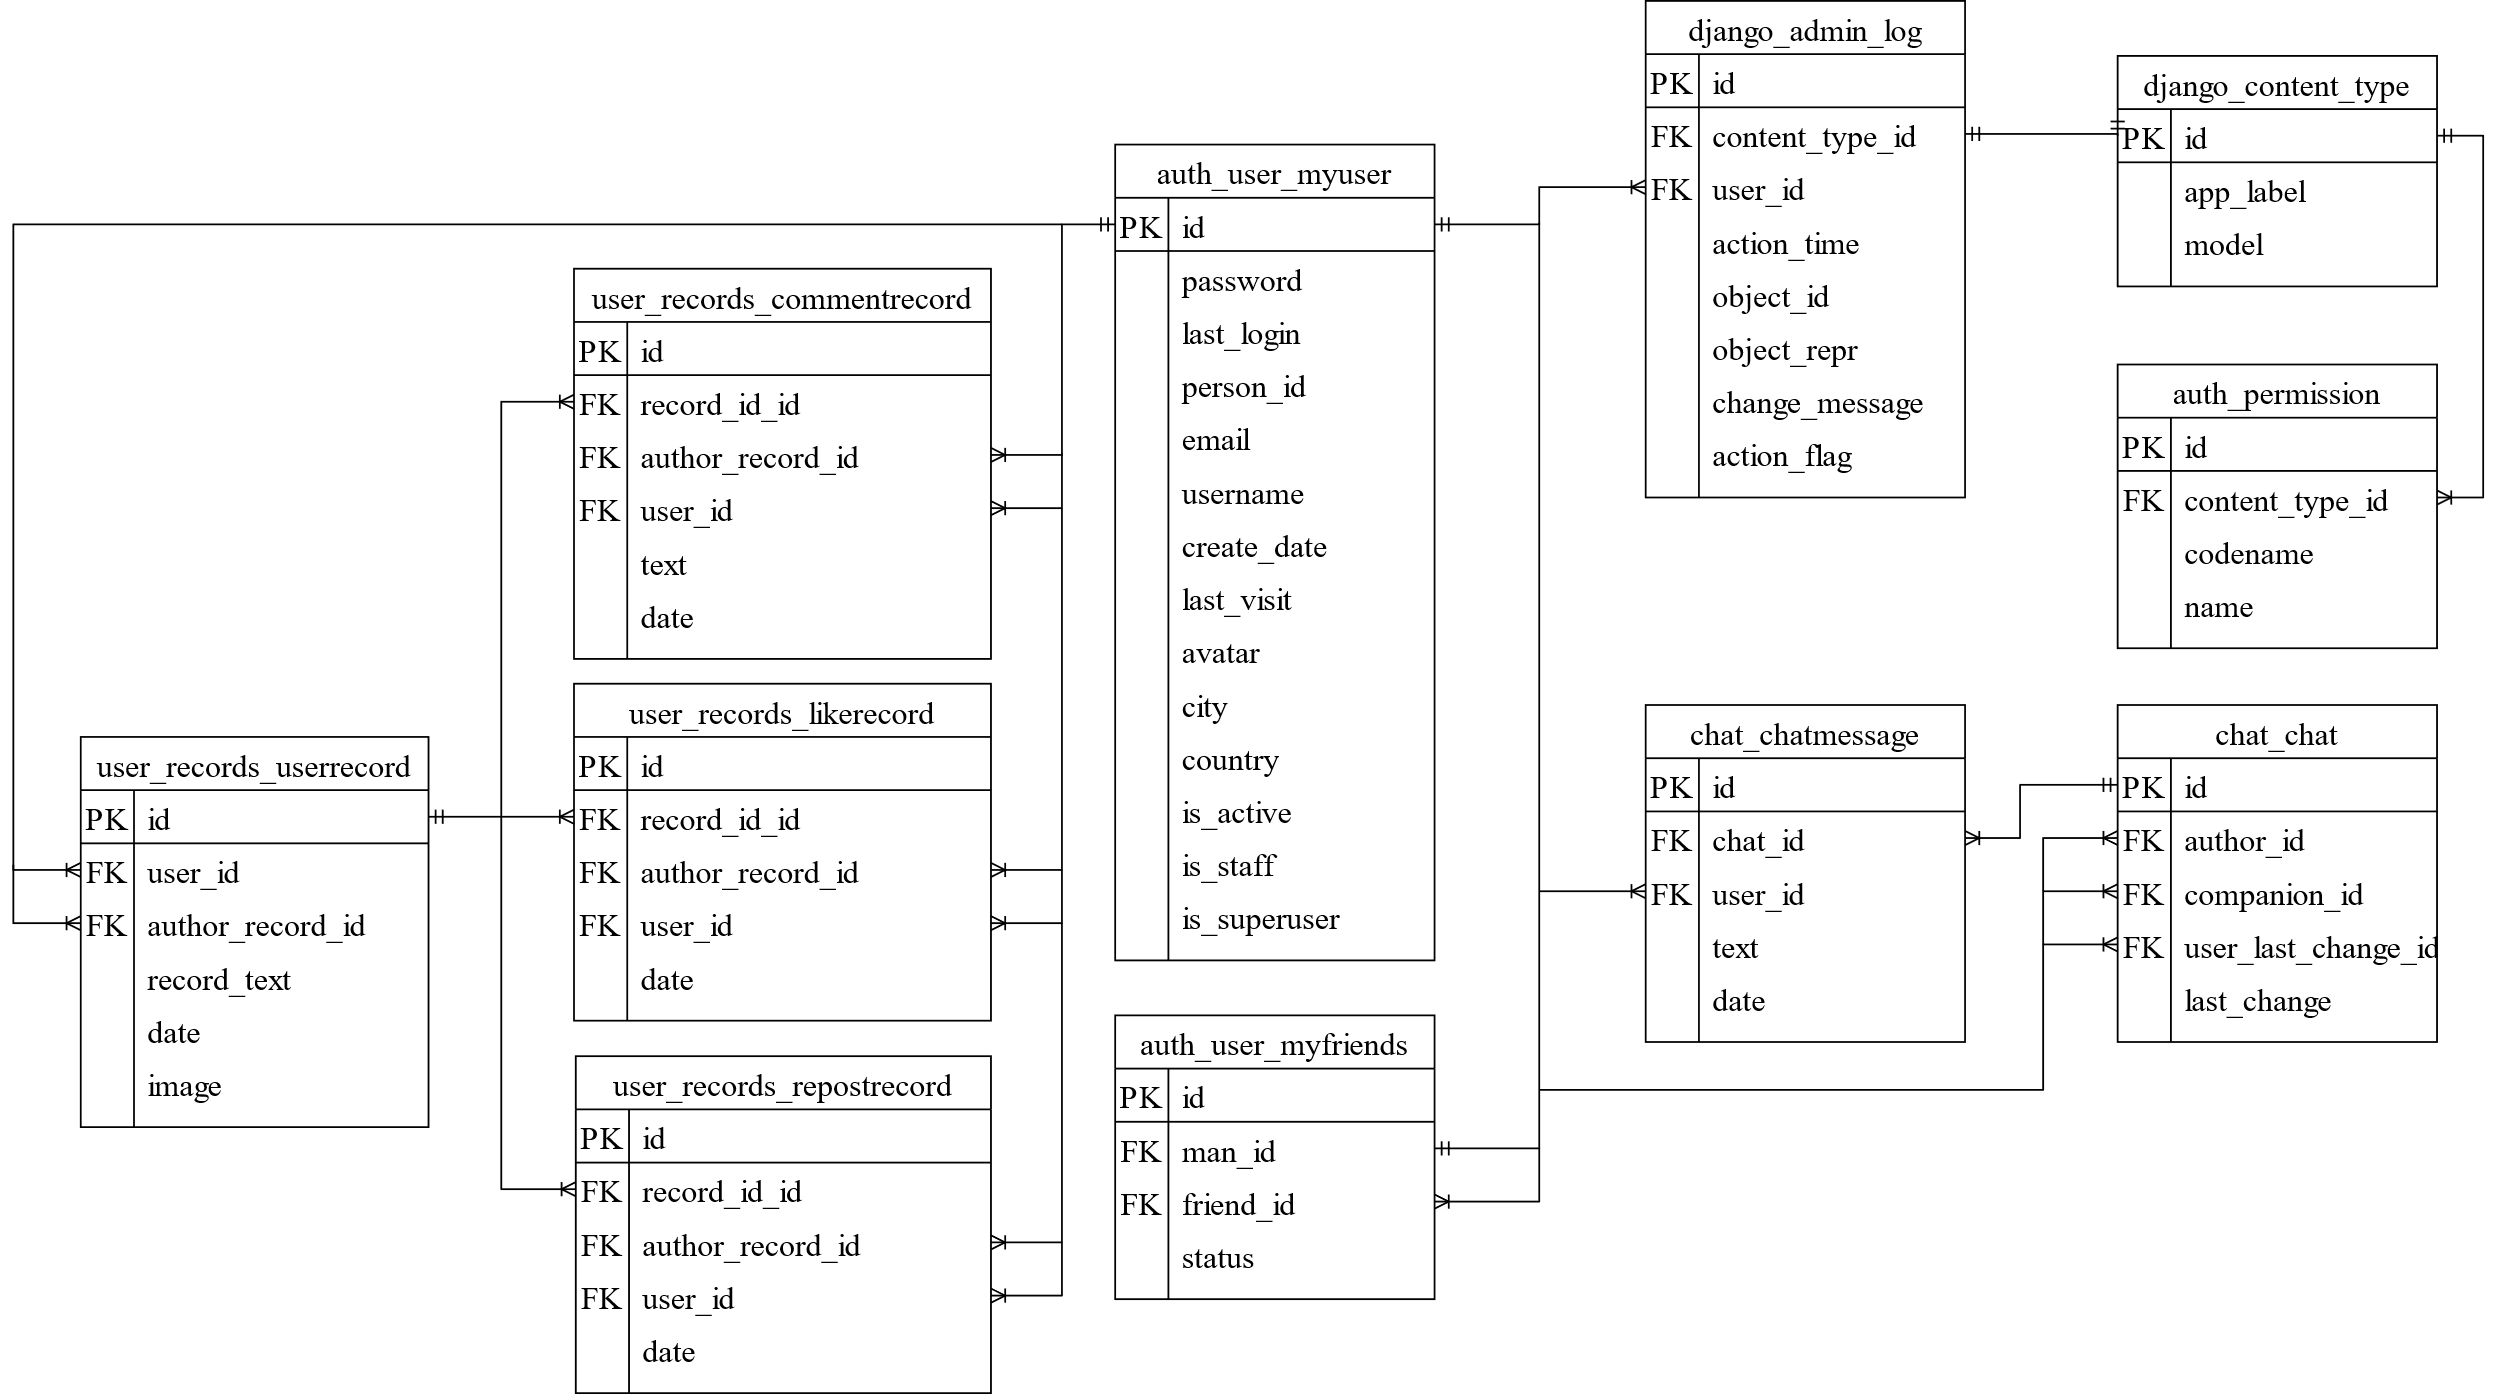 django_admin_log
PK id
FK content_type_id
FK user_id
action_time
object_id
object_repr
change_message
action_flag
django_content_type
PK id
app_label
model
auth_user_myuser
PK id
password
last_login
person_id
email
username
create_date
last_visit
avatar
city
country
is_active
is_staff
is_superuser
user_records_commentrecord
PK id
FK record_id_id
FK author_record_id
FK user_id
text
date
auth_permission
PK id
FK content_type_id
codename
name
user_records_likerecord
PK id
FK record_id_id
FK author_record_id
FK user_id
date
user_records_userrecord
PK id
FK user_id
FK author_record_id
record_text
date
image
chat_chatmessage
PK id
FK chat_id
FK user_id
text
date
chat_chat
PK id
FK author_id
FK companion_id
FK user_last_change_id
last_change
auth_user_myfriends
PK id
FK man_id
FK friend_id
status
user_records_repostrecord
PK id
FK record_id_id
FK author_record_id
FK user_id
date